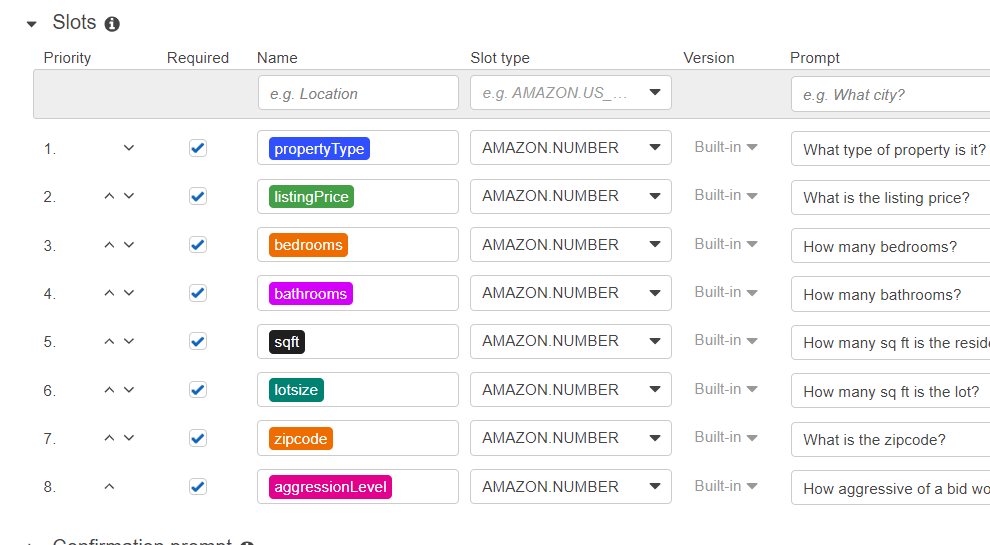 Slots
Priority Required Name Slot type Version Prompt
e.g. Location e.g. AMAZON.US_... e.g. What city?
1. propertyType AMAZON.NUMBER Built-in What type of property is it?
2. listingPrice AMAZON.NUMBER Built-in What is the listing price?
3. bedrooms AMAZON.NUMBER Built-in How many bedrooms?
4. bathrooms AMAZON.NUMBER Built-in How many bathrooms?
5. sqft AMAZON.NUMBER Built-in How many sq ft is the reside
6. lotsize AMAZON.NUMBER Built-in How many sq ft is the lot?
7. zipcode AMAZON.NUMBER Built-in What is the zipcode?
8. aggressionLevel AMAZON.NUMBER Built-in How aggressive of a bid wo
Confirmation prompt